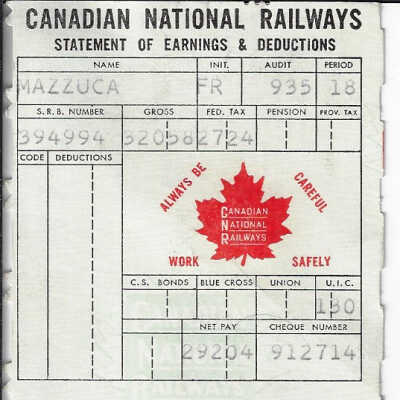 CANADIAN NATIONAL RAILWAYS
STATEMENT OF EARNINGS & DEDUCTIONS
NAME INIT. AUDIT PERIOD
MAZZUCA FR 935 18
S.R.B. NUMBER GROSS FED. TAX PENSION PROV. TAX
394994 32058 2724
CODE DEDUCTIONS
ALWAYS BE CAREFUL
CANADIAN
NATIONAL
RAILWAYS
WORK SAFELY
C.S. BONDS BLUE CROSS UNION U.I.C.
130
NET PAY CHEQUE NUMBER
29204 912714